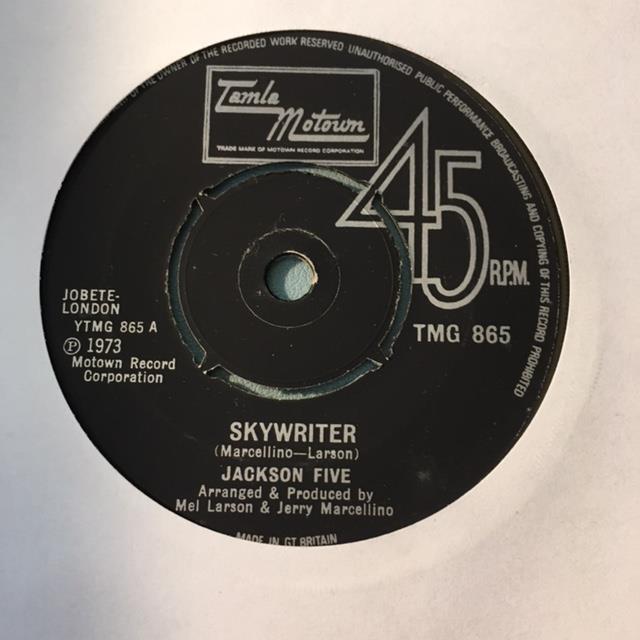 OF THE OWNER OF THE RECORDED WORK RESERVED UNAUTHORISED PUBLIC PERFORMANCE BROADCASTING AND COPYING OF THIS RECORD PROHIBITED
Tamla
Motown
TRADE MARK OF MOTOWN RECORD CORPORATION
45
R.P.M.
TMG 865
JOBETE-
LONDON
YTMG 865 A
Ⓟ 1973
Motown Record
Corporation
SKYWRITER
(Marcellino—Larson)
JACKSON FIVE
Arranged & Produced by
Mel Larson & Jerry Marcellino
MADE IN GT BRITAIN